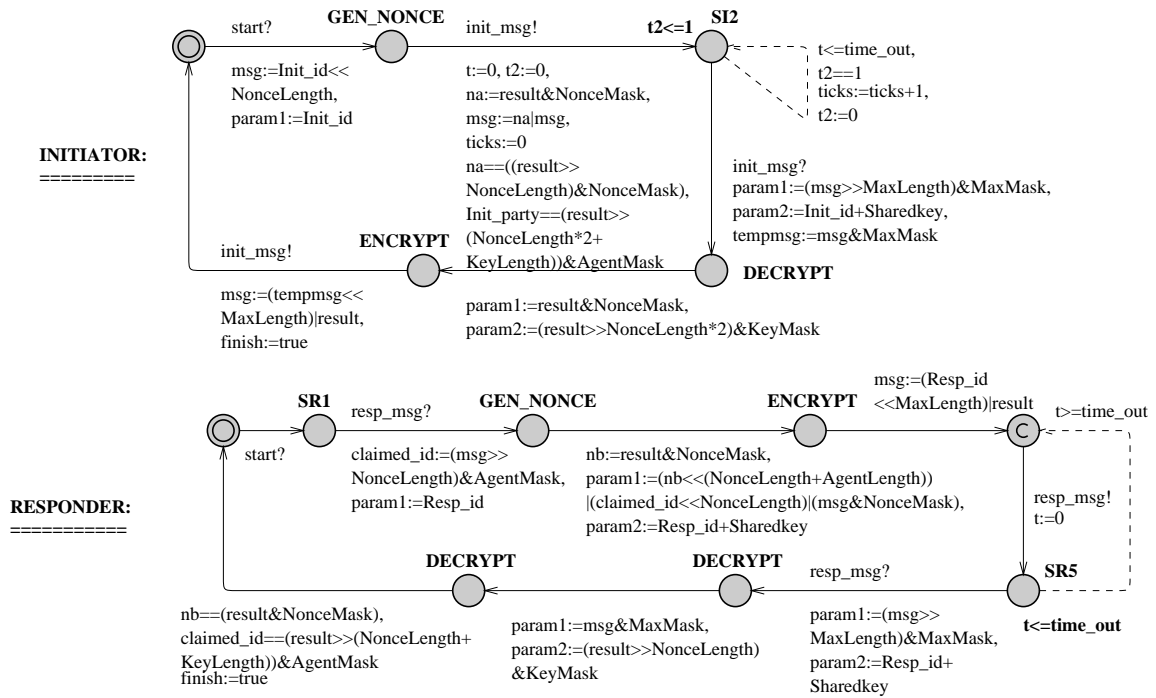 GEN_NONCE
SI2
start?
init_msg!
t2<=1
t<=time_out,
t2==1
ticks:=ticks+1,
t2:=0
msg:=Init_id<<
NonceLength,
param1:=Init_id
t:=0, t2:=0,
na:=result&NonceMask,
msg:=na|msg,
ticks:=0
na==((result>>
NonceLength)&NonceMask),
Init_party==(result>>
(NonceLength*2+
KeyLength))&AgentMask
INITIATOR:
=========
init_msg?
param1:=(msg>>MaxLength)&MaxMask,
param2:=Init_id+Sharedkey,
tempmsg:=msg&MaxMask
init_msg!
ENCRYPT
DECRYPT
msg:=(tempmsg<<
MaxLength)|result,
finish:=true
param1:=result&NonceMask,
param2:=(result>>NonceLength*2)&KeyMask
msg:=(Resp_id
<<MaxLength)|result
SR1
resp_msg?
GEN_NONCE
ENCRYPT
t>=time_out
C
start?
claimed_id:=(msg>>
NonceLength)&AgentMask,
param1:=Resp_id
nb:=result&NonceMask,
param1:=(nb<<(NonceLength+AgentLength))
|(claimed_id<<NonceLength)|(msg&NonceMask),
param2:=Resp_id+Sharedkey
resp_msg!
t:=0
RESPONDER:
===========
DECRYPT
DECRYPT
resp_msg?
SR5
nb==(result&NonceMask),
claimed_id==(result>>(NonceLength+
KeyLength))&AgentMask
finish:=true
param1:=msg&MaxMask,
param2:=(result>>NonceLength)
&KeyMask
param1:=(msg>>
MaxLength)&MaxMask,
param2:=Resp_id+
Sharedkey
t<=time_out